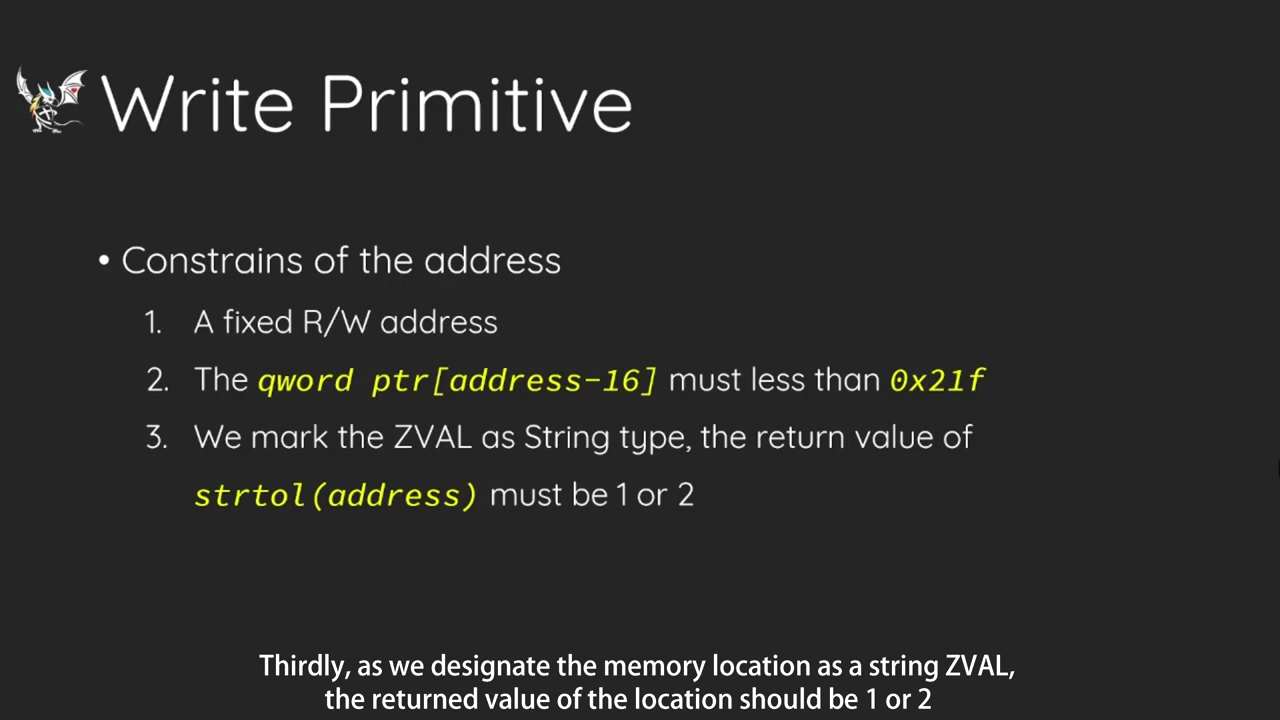 Write Primitive
• Constrains of the address
1. A fixed R/W address
2. The qword ptr[address-16] must less than 0x21f
3. We mark the ZVAL as String type, the return value of
strtol(address) must be 1 or 2
Thirdly, as we designate the memory location as a string ZVAL,
the returned value of the location should be 1 or 2